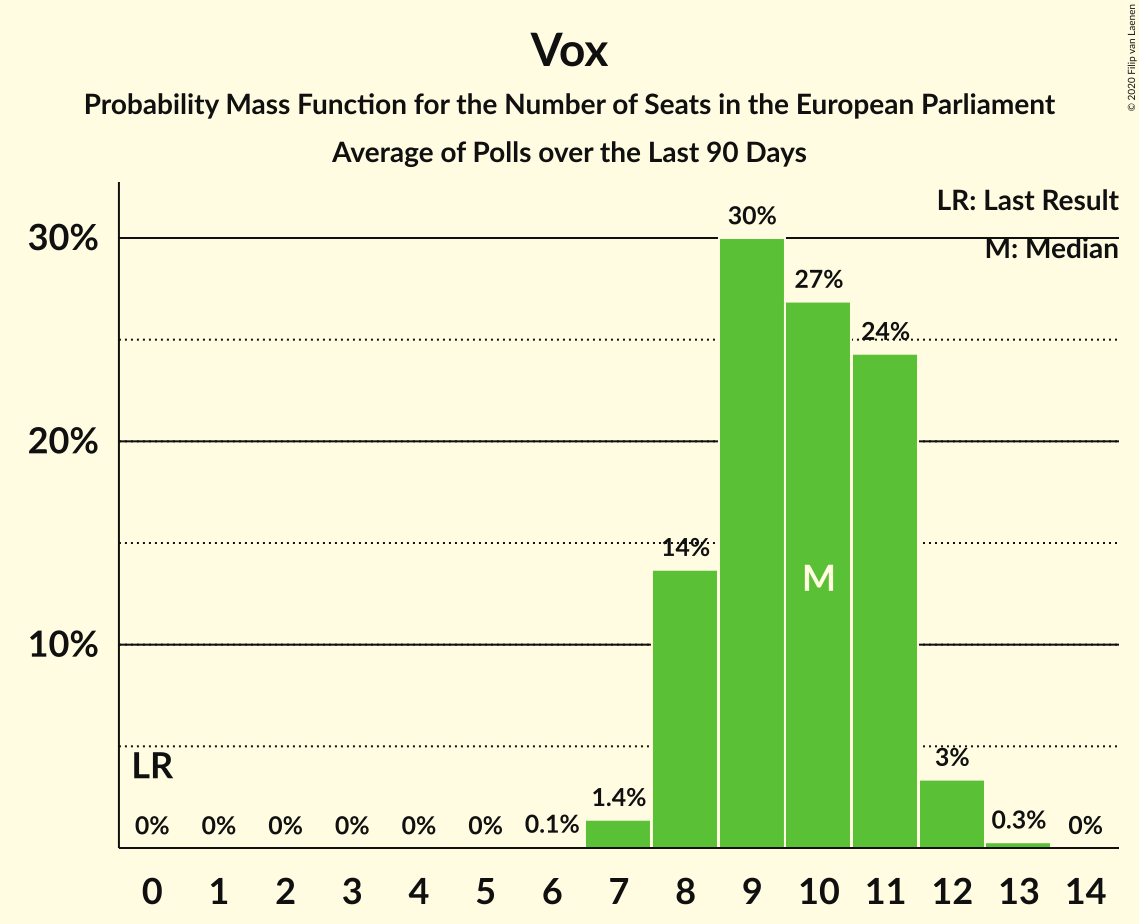 Vox
Probability Mass Function for the Number of Seats in the European Parliament
Average of Polls over the Last 90 Days
© 2020 Filip van Laenen
LR: Last Result
M: Median
30%
20%
10%
30%
27%
24%
14%
M
LR
0%
0%
0%
0%
0%
0%
0.1%
1.4%
3%
0.3%
0%
0 1 2 3 4 5 6 7 8 9 10 11 12 13 14